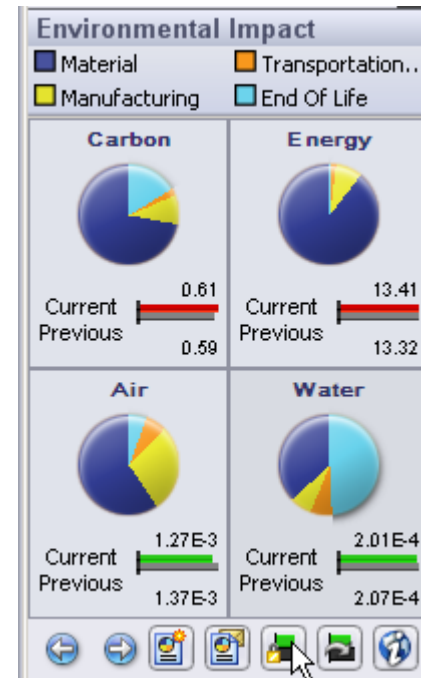 Environmental Impact
Material Transportation..
Manufacturing End Of Life
Carbon Energy
0.61 13.41
Current Current
Previous Previous
0.59 13.32
Air Water
1.27E-3 2.01E-4
Current Current
Previous Previous
1.37E-3 2.07E-4